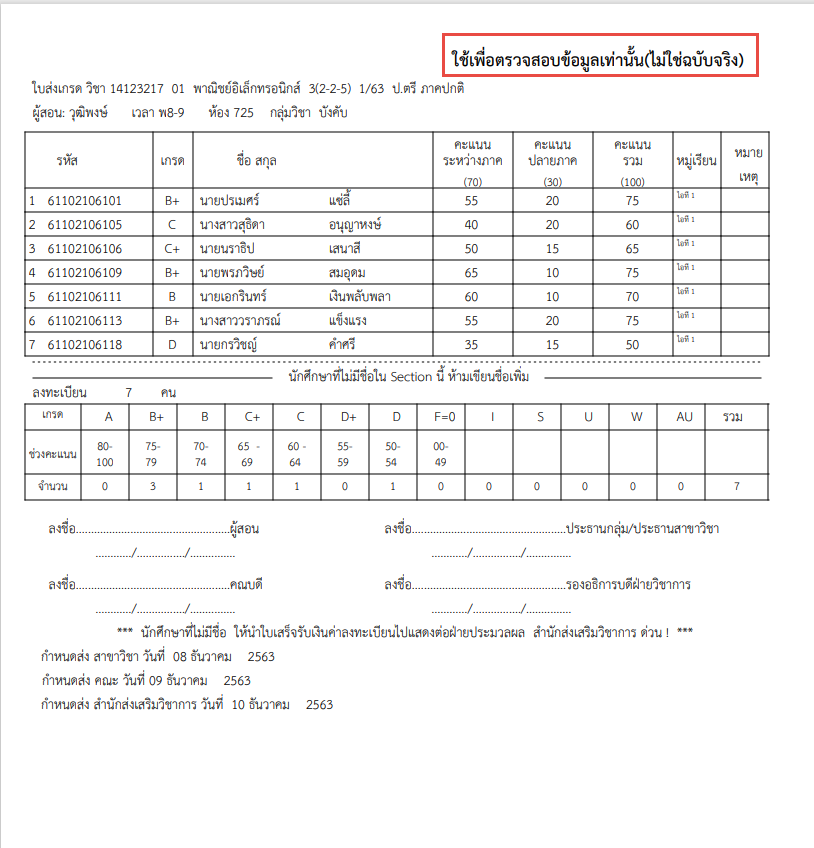 ใช้เพื่อตรวจสอบข้อมูลเท่านั้น(ไม่ใช่ฉบับจริง)
ใบส่งเกรด วิชา 14123217 01 พาณิชย์อิเล็กทรอนิกส์ 3(2-2-5) 1/63 ป.ตรี ภาคปกติ
ผู้สอน: วุฒิพงษ์ เวลา พ8-9 ห้อง 725 กลุ่มวิชา บังคับ
รหัส เกรด ชื่อ สกุล คะแนนระหว่างภาค (70) คะแนนปลายภาค (30) คะแนนรวม (100) หมู่เรียน หมายเหตุ
1 61102106101 B+ นายปรเมศร์ แซ่ลี้ 55 20 75 ไอที 1
2 61102106105 C นางสาวสุธิดา อนุญาหงษ์ 40 20 60 ไอที 1
3 61102106106 C+ นายนราธิป เสนาสี 50 15 65 ไอที 1
4 61102106109 B+ นายพรภวิษย์ สมอุดม 65 10 75 ไอที 1
5 61102106111 B นายเอกรินทร์ เงินพลับพลา 60 10 70 ไอที 1
6 61102106113 B+ นางสาววราภรณ์ แข็งแรง 55 20 75 ไอที 1
7 61102106118 D นายกรวิชญ์ คำศรี 35 15 50 ไอที 1
นักศึกษาที่ไม่มีชื่อใน Section นี้ ห้ามเขียนชื่อเพิ่ม
ลงทะเบียน 7 คน
เกรด A B+ B C+ C D+ D F=0 I S U W AU รวม
ช่วงคะแนน 80-100 75-79 70-74 65 -69 60 -64 55-59 50-54 00-49
จำนวน 0 3 1 1 1 0 1 0 0 0 0 0 0 7
ลงชื่อ...................................................ผู้สอน ลงชื่อ...................................................ประธานกลุ่ม/ประธานสาขาวิชา
............/................/............... ............/................/...............
ลงชื่อ...................................................คณบดี ลงชื่อ...................................................รองอธิการบดีฝ่ายวิชาการ
............/................/............... ............/................/...............
*** นักศึกษาที่ไม่มีชื่อ ให้นำใบเสร็จรับเงินค่าลงทะเบียนไปแสดงต่อฝ่ายประมวลผล สำนักส่งเสริมวิชาการ ด่วน ! ***
กำหนดส่ง สาขาวิชา วันที่ 08 ธันวาคม 2563
กำหนดส่ง คณะ วันที่ 09 ธันวาคม 2563
กำหนดส่ง สำนักส่งเสริมวิชาการ วันที่ 10 ธันวาคม 2563